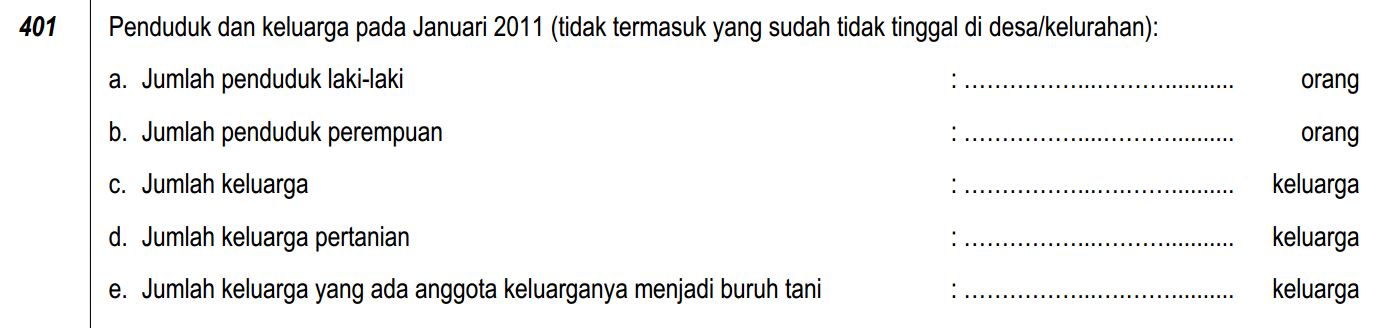 401 Penduduk dan keluarga pada Januari 2011 (tidak termasuk yang sudah tidak tinggal di desa/kelurahan):
a. Jumlah penduduk laki-laki : ……………...………........... orang
b. Jumlah penduduk perempuan : ……………...………........... orang
c. Jumlah keluarga : ……………...………........... keluarga
d. Jumlah keluarga pertanian : ……………...………........... keluarga
e. Jumlah keluarga yang ada anggota keluarganya menjadi buruh tani : ……………...………........... keluarga